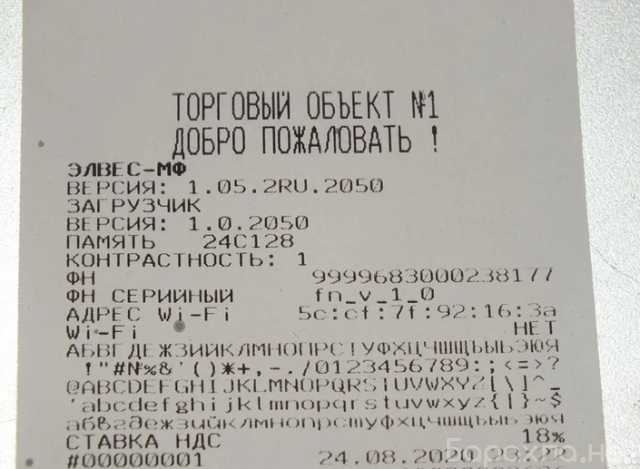 ТОРГОВЫЙ ОБЪЕКТ №1
ДОБРО ПОЖАЛОВАТЬ !
ЭЛВЕС-МФ
ВЕРСИЯ: 1.05.2RU.2050
ЗАГРУЗЧИК
ВЕРСИЯ: 1.0.2050
ПАМЯТЬ 24C128
КОНТРАСТНОСТЬ: 1
ФН 9999683000238177
ФН СЕРИЙНЫЙ fn_v_1_0
АДРЕС Wi-Fi 5c:cf:7f:92:16:3a
Wi-Fi НЕТ
АБВГДЕЖЗИЙКЛМНОПРСТУФХЦЧШЩЪЫЬЭЮЯ
!"#№%&'()*+,-./0123456789:;<=>?
@ABCDEFGHIJKLMNOPQRSTUVWXYZ[\]^_
'abcdefghijklmnopqrstuvwxyz{|}~$
абвгдежзийклмнопрстуфхцчшщъыьэюя
СТАВКА НДС 18%
#00000001 24.08.2020